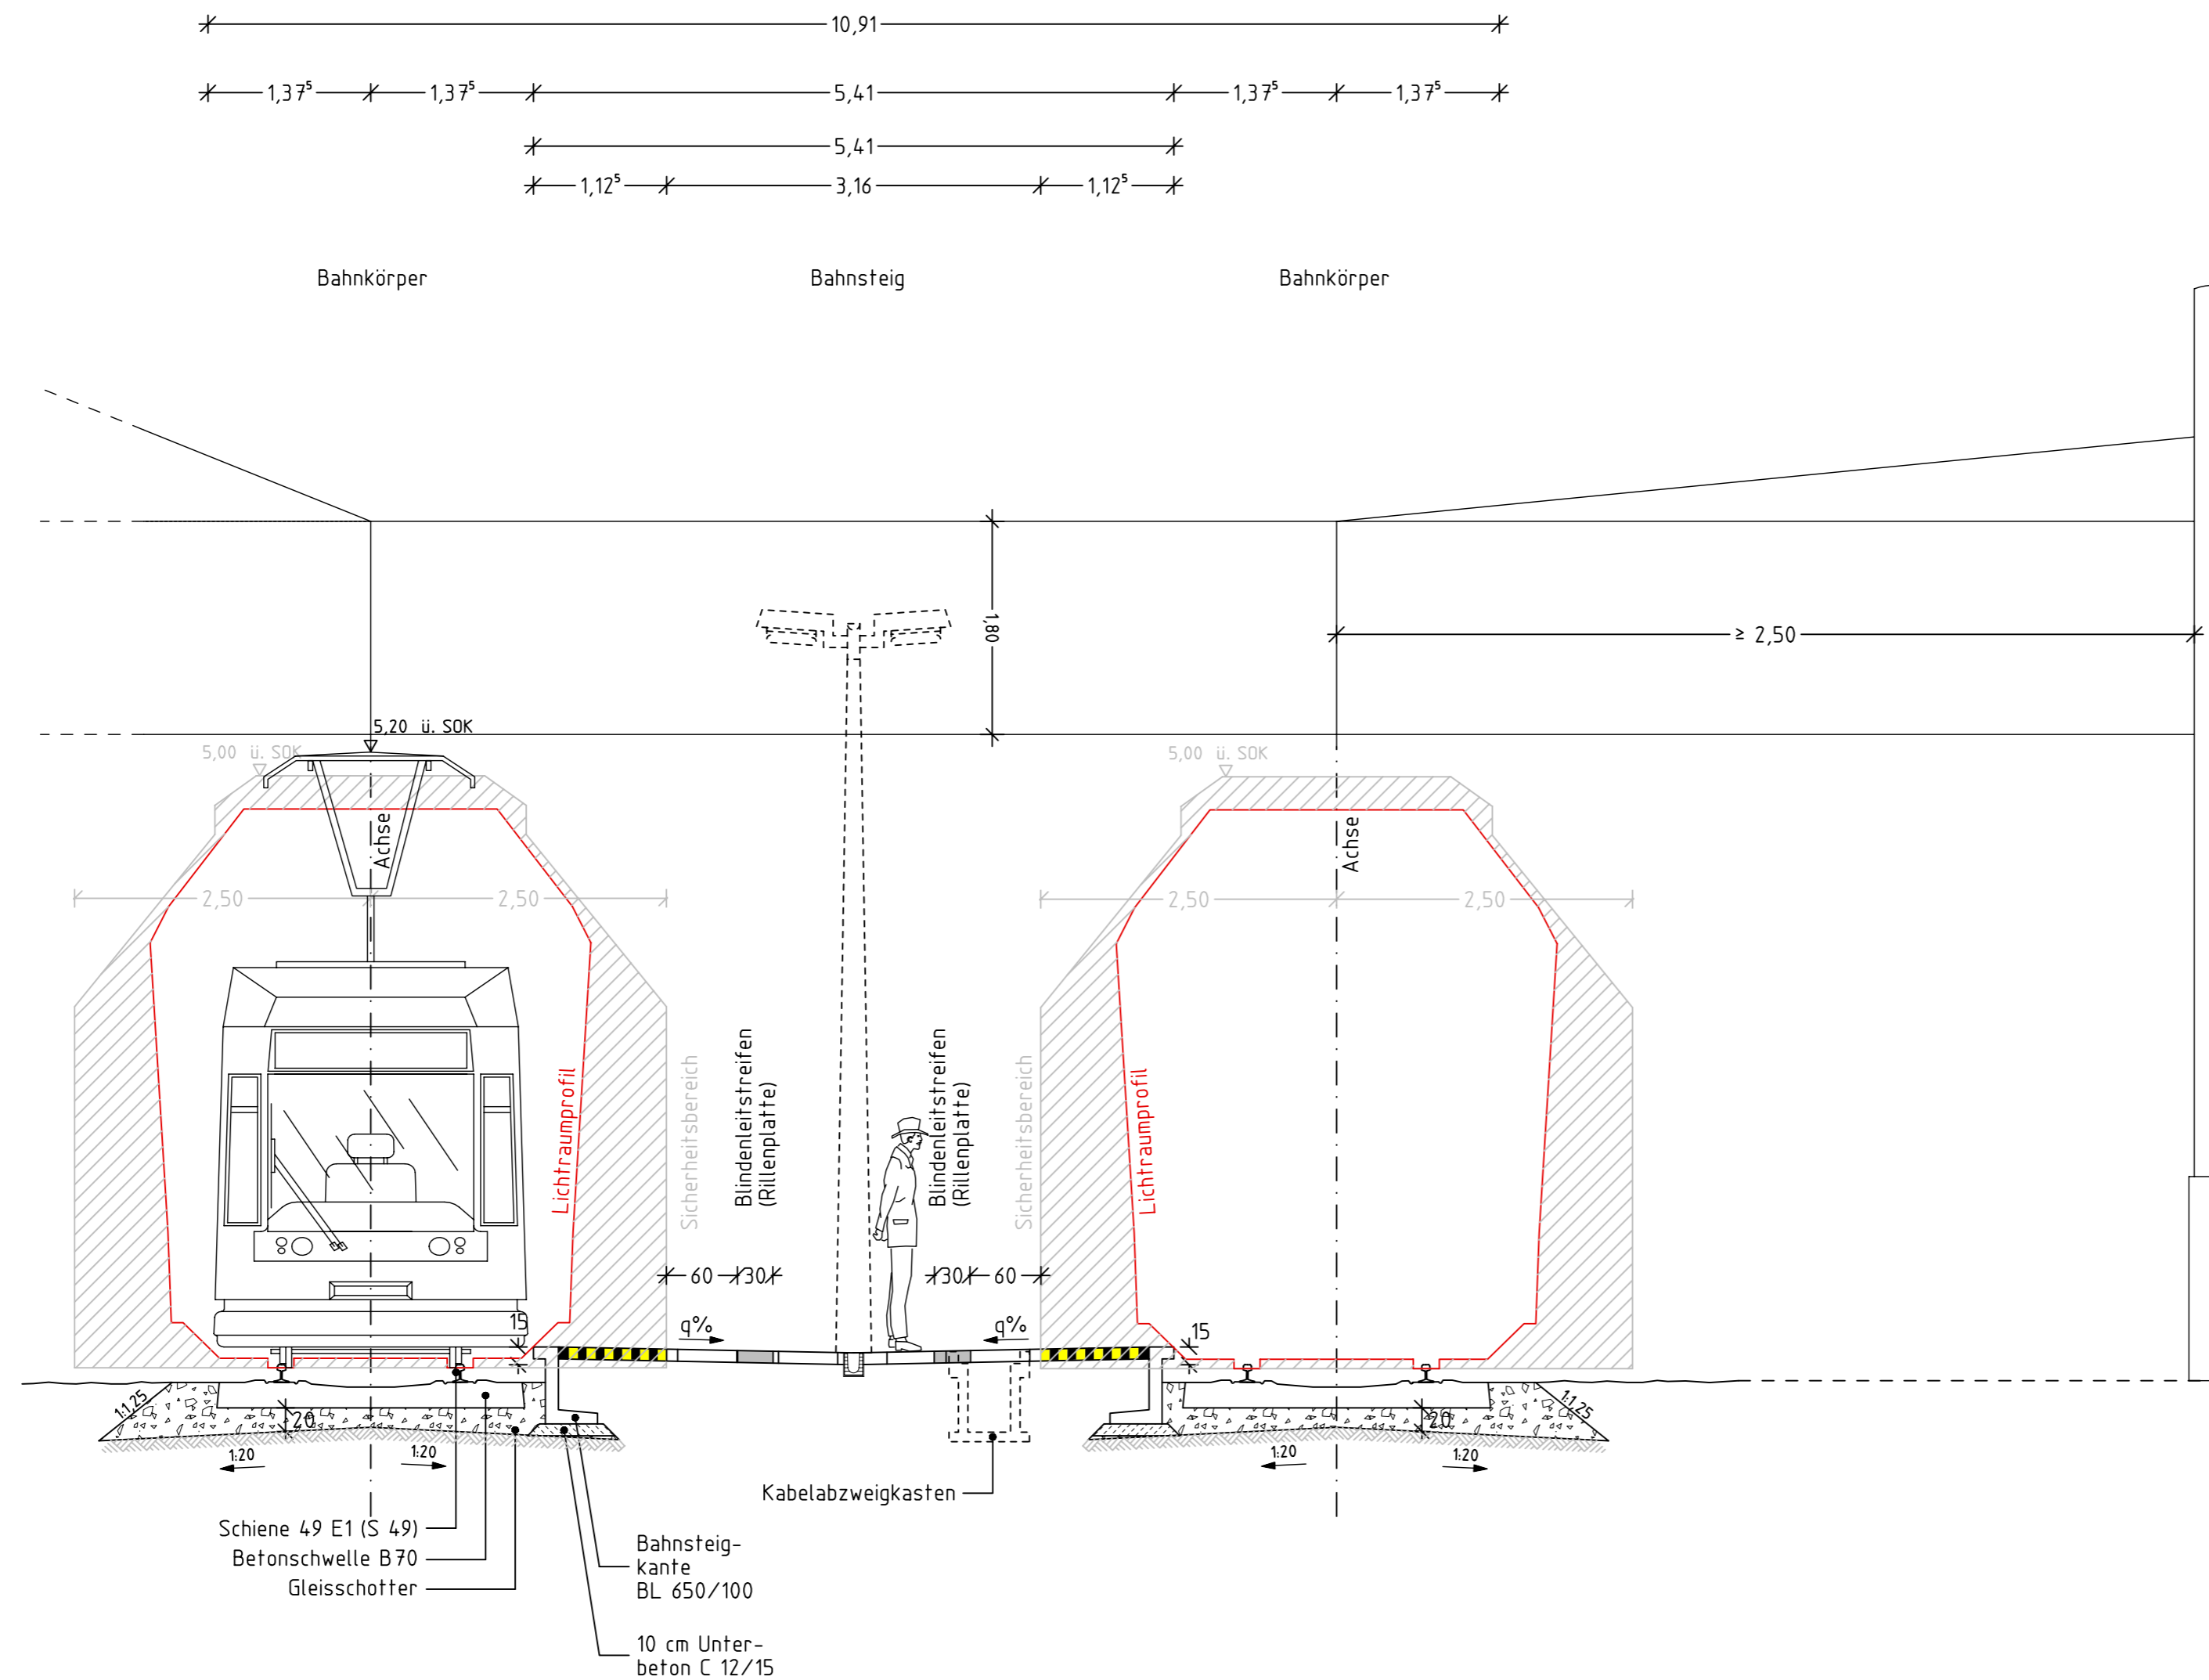 10,91
1,37⁵ 1,37⁵ 5,41 1,37⁵ 1,37⁵
5,41
1,12⁵ 3,16 1,12⁵
Bahnkörper Bahnsteig Bahnkörper
1,80
≥ 2,50
5,20 ü. SOK
5,00 ü. SOK
5,00 ü. SOK
Achse
Achse
2,50 2,50
2,50 2,50
Lichtraumprofil
Sicherheitsbereich
Blindenleitstreifen
(Rillenplatte)
Blindenleitstreifen
(Rillenplatte)
Sicherheitsbereich
Lichtraumprofil
60 30 30 60
15 q% q% 15
1:1,25 20 20 1:1,25
1:20 1:20 1:20 1:20
Kabelabzweigkasten
Schiene 49 E1 (S 49)
Betonschwelle B70
Gleisschotter
Bahnsteig-
kante
BL 650/100
10 cm Unter-
beton C 12/15